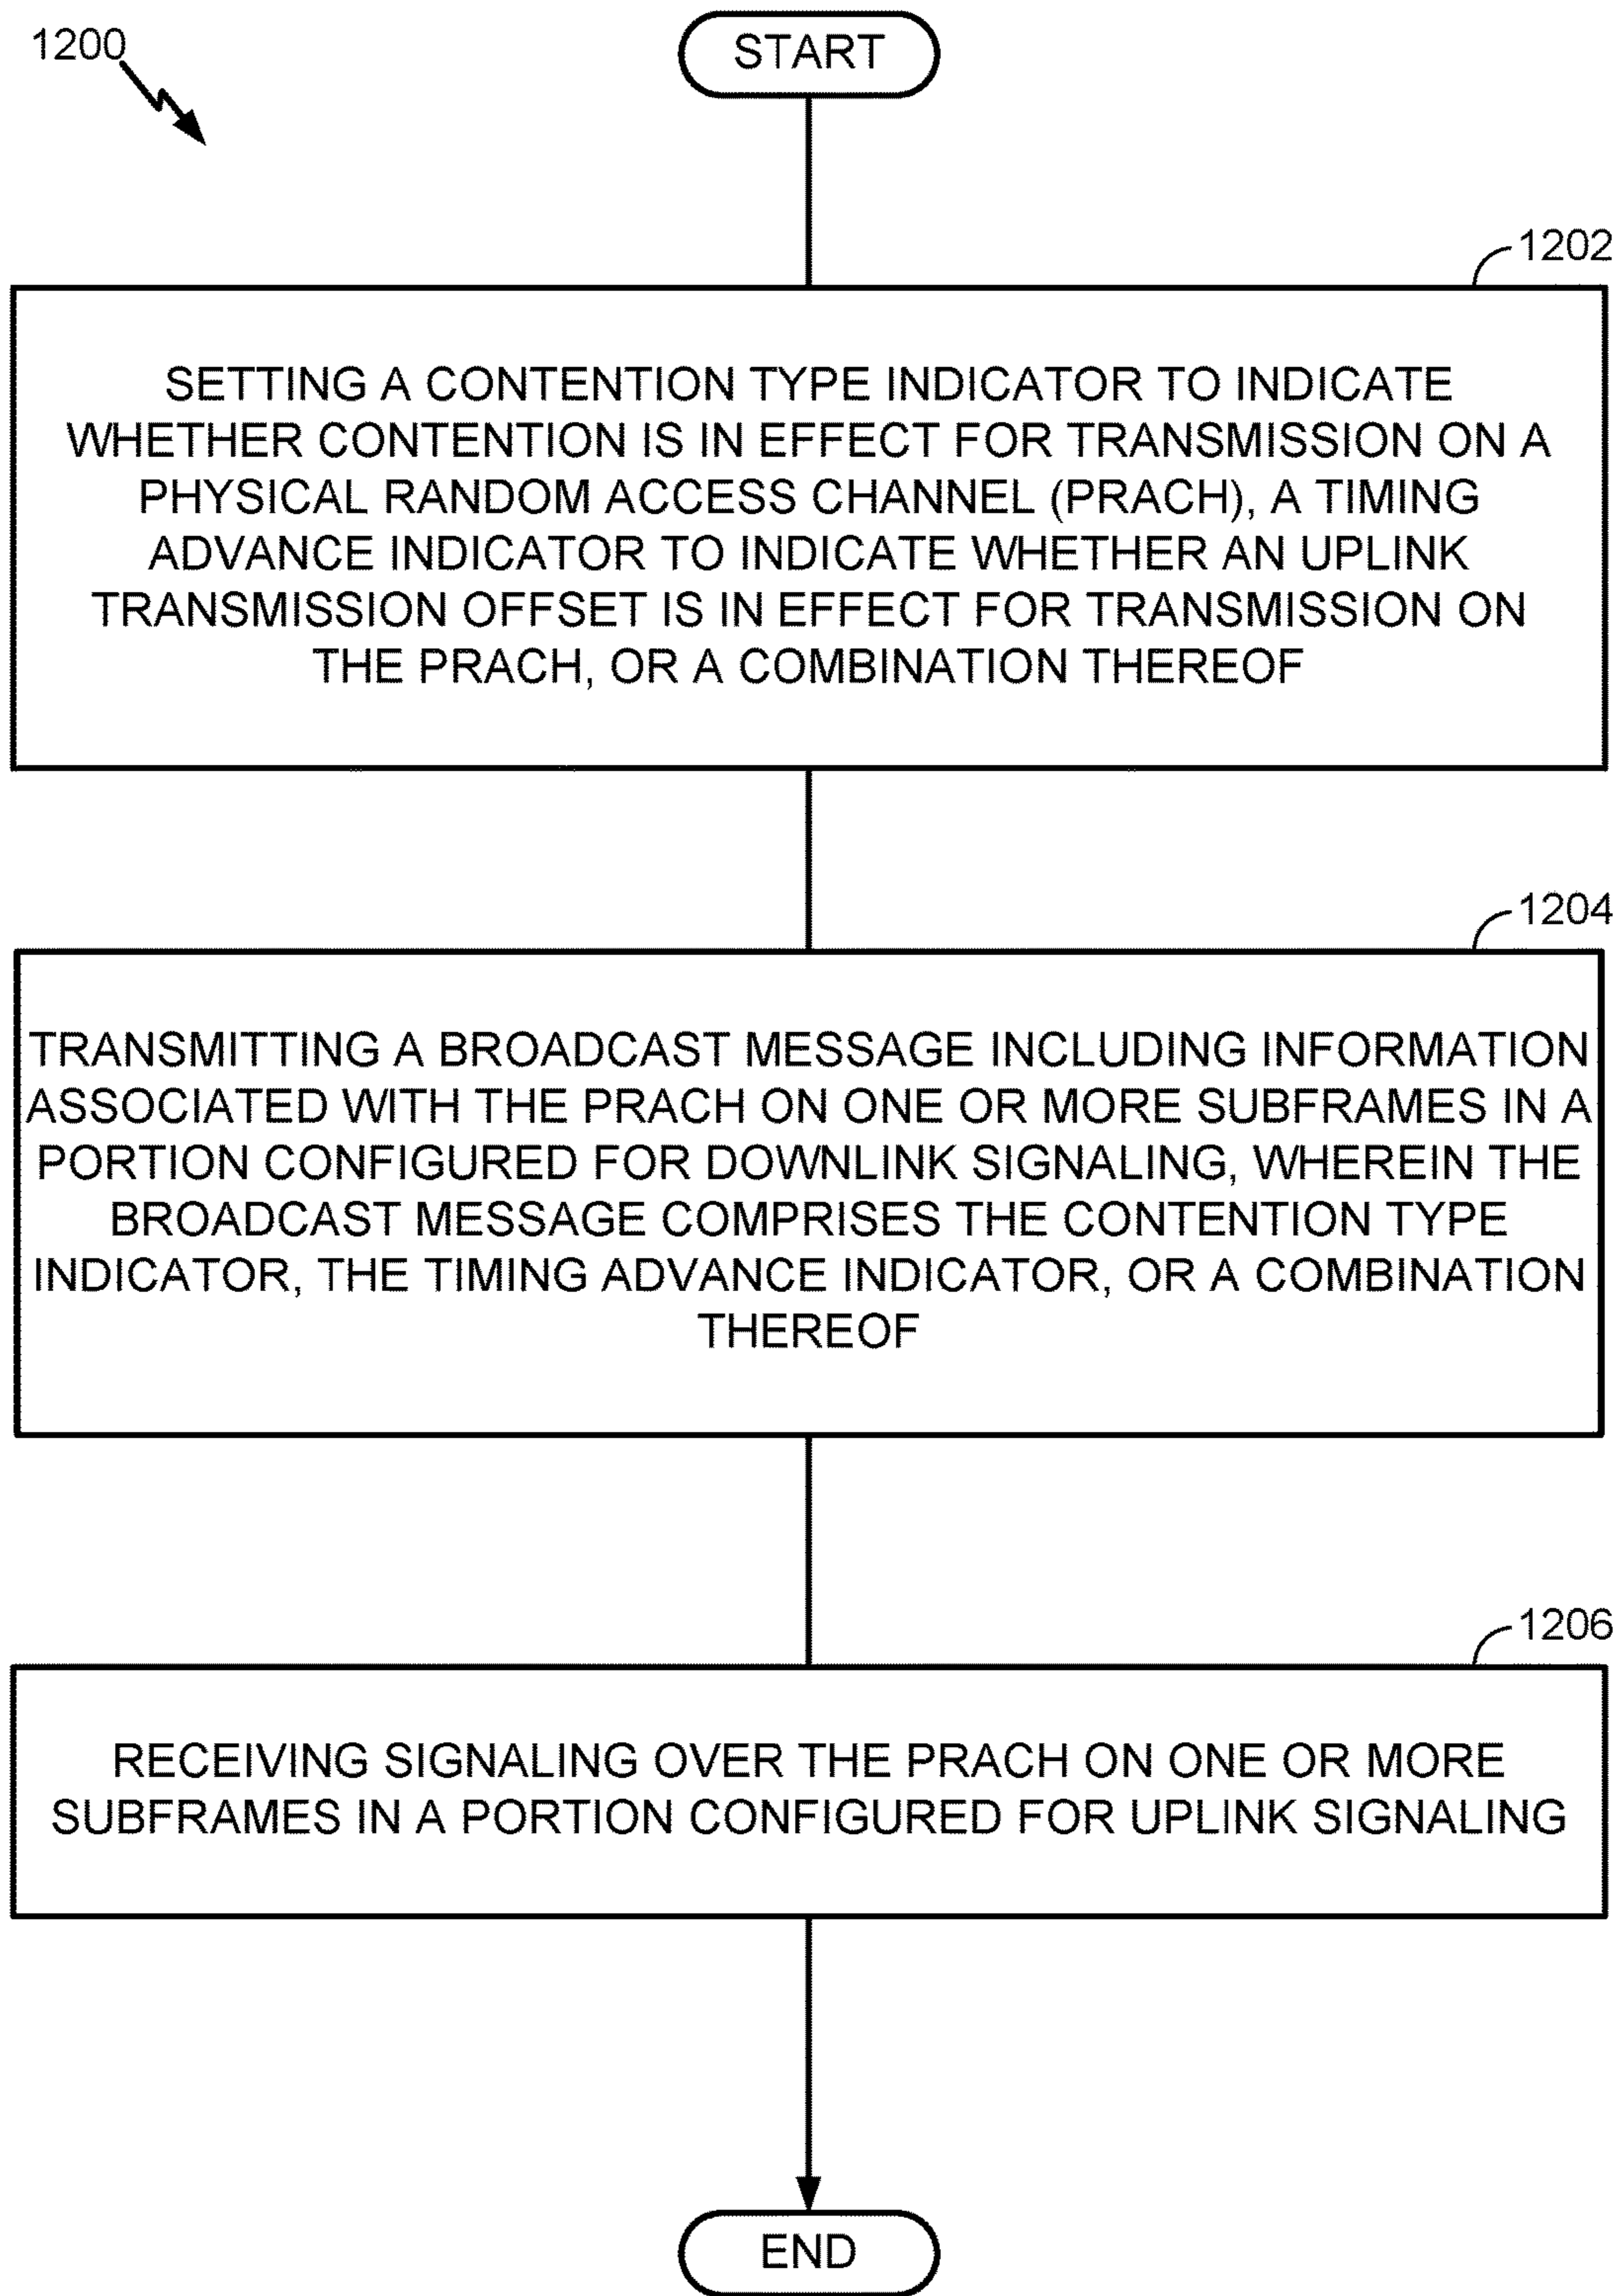 1200
START
1202
SETTING A CONTENTION TYPE INDICATOR TO INDICATE
WHETHER CONTENTION IS IN EFFECT FOR TRANSMISSION ON A
PHYSICAL RANDOM ACCESS CHANNEL (PRACH), A TIMING
ADVANCE INDICATOR TO INDICATE WHETHER AN UPLINK
TRANSMISSION OFFSET IS IN EFFECT FOR TRANSMISSION ON
THE PRACH, OR A COMBINATION THEREOF
1204
TRANSMITTING A BROADCAST MESSAGE INCLUDING INFORMATION
ASSOCIATED WITH THE PRACH ON ONE OR MORE SUBFRAMES IN A
PORTION CONFIGURED FOR DOWNLINK SIGNALING, WHEREIN THE
BROADCAST MESSAGE COMPRISES THE CONTENTION TYPE
INDICATOR, THE TIMING ADVANCE INDICATOR, OR A COMBINATION
THEREOF
1206
RECEIVING SIGNALING OVER THE PRACH ON ONE OR MORE
SUBFRAMES IN A PORTION CONFIGURED FOR UPLINK SIGNALING
END